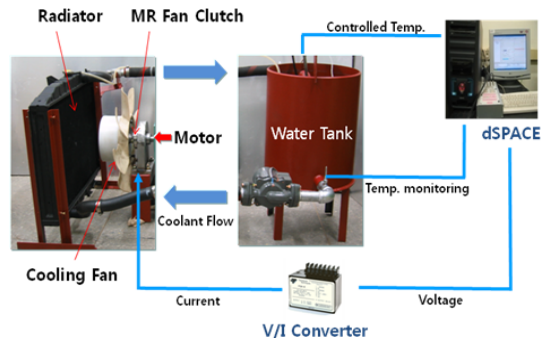 Radiator
MR Fan Clutch
Controlled Temp.
Motor
Water Tank
dSPACE
Temp. monitoring
Coolant Flow
Cooling Fan
Current
Voltage
V/I Converter